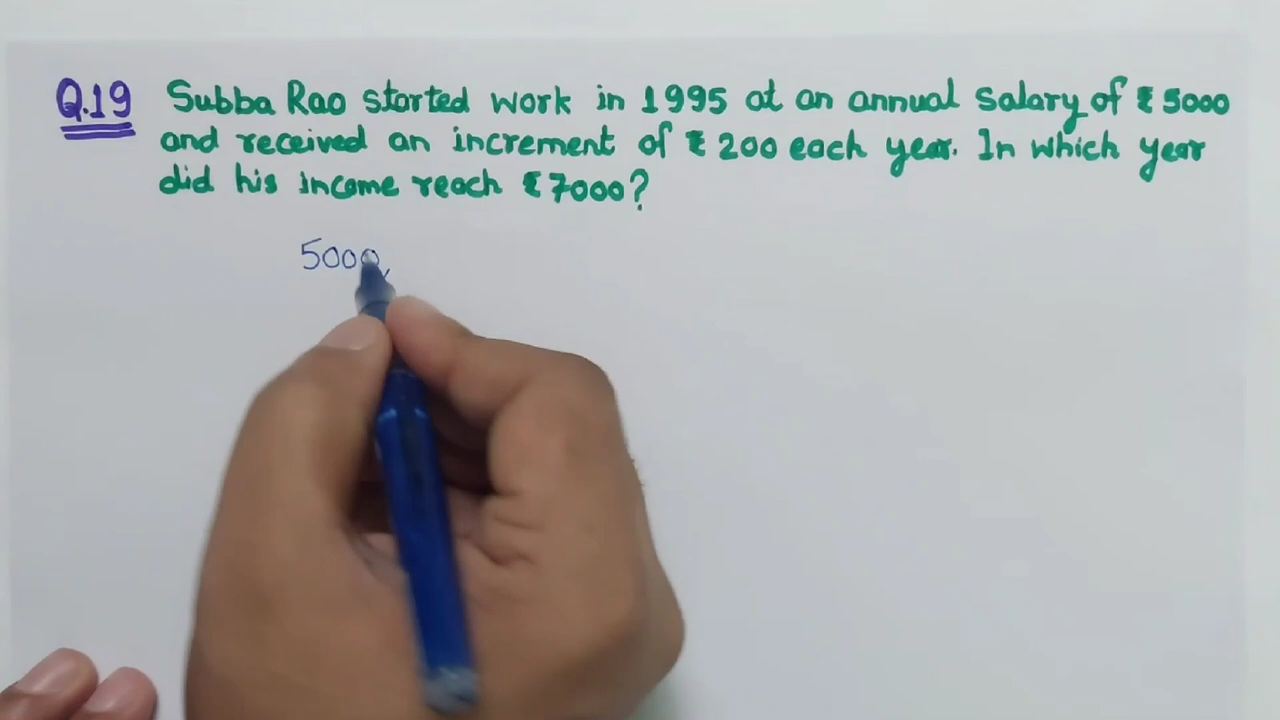 Q.19 Subba Rao started work in 1995 at an annual salary of ₹ 5000
and received an increment of ₹ 200 each year. In which year
did his income reach ₹ 7000?
5000,